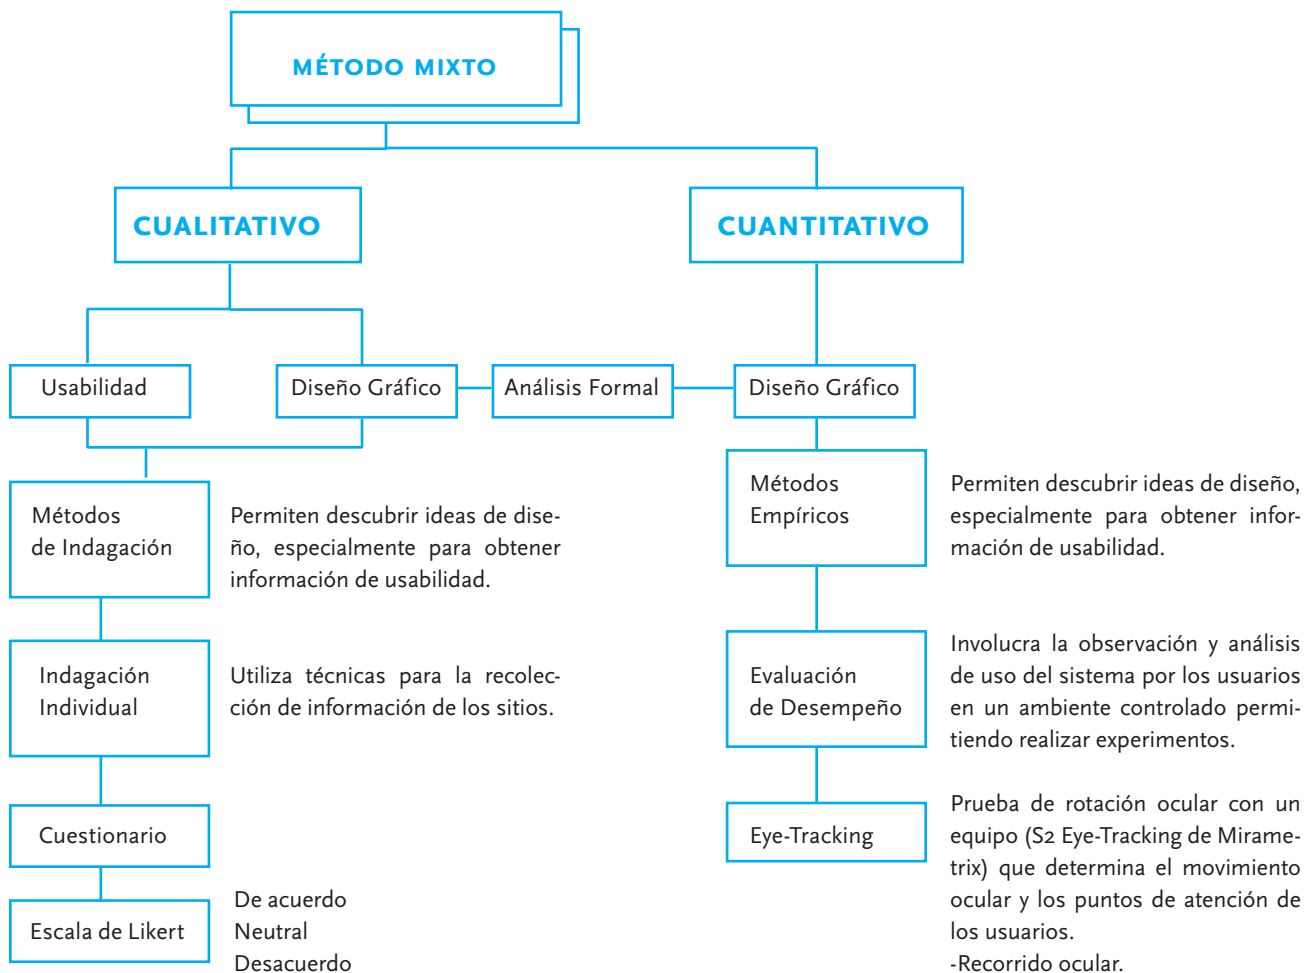 MÉTODO MIXTO
CUALITATIVO
CUANTITATIVO
Usabilidad
Diseño Gráfico
Análisis Formal
Diseño Gráfico
Métodos
de Indagación
Permiten descubrir ideas de dise-
ño, especialmente para obtener
información de usabilidad.
Indagación
Individual
Utiliza técnicas para la recolec-
ción de información de los sitios.
Cuestionario
Escala de Likert
De acuerdo
Neutral
Desacuerdo
Métodos
Empíricos
Permiten descubrir ideas de diseño,
especialmente para obtener infor-
mación de usabilidad.
Evaluación
de Desempeño
Involucra la observación y análisis
de uso del sistema por los usuarios
en un ambiente controlado permi-
tiendo realizar experimentos.
Eye-Tracking
Prueba de rotación ocular con un
equipo (S2 Eye-Tracking de Mirame-
trix) que determina el movimiento
ocular y los puntos de atención de
los usuarios.
-Recorrido ocular.